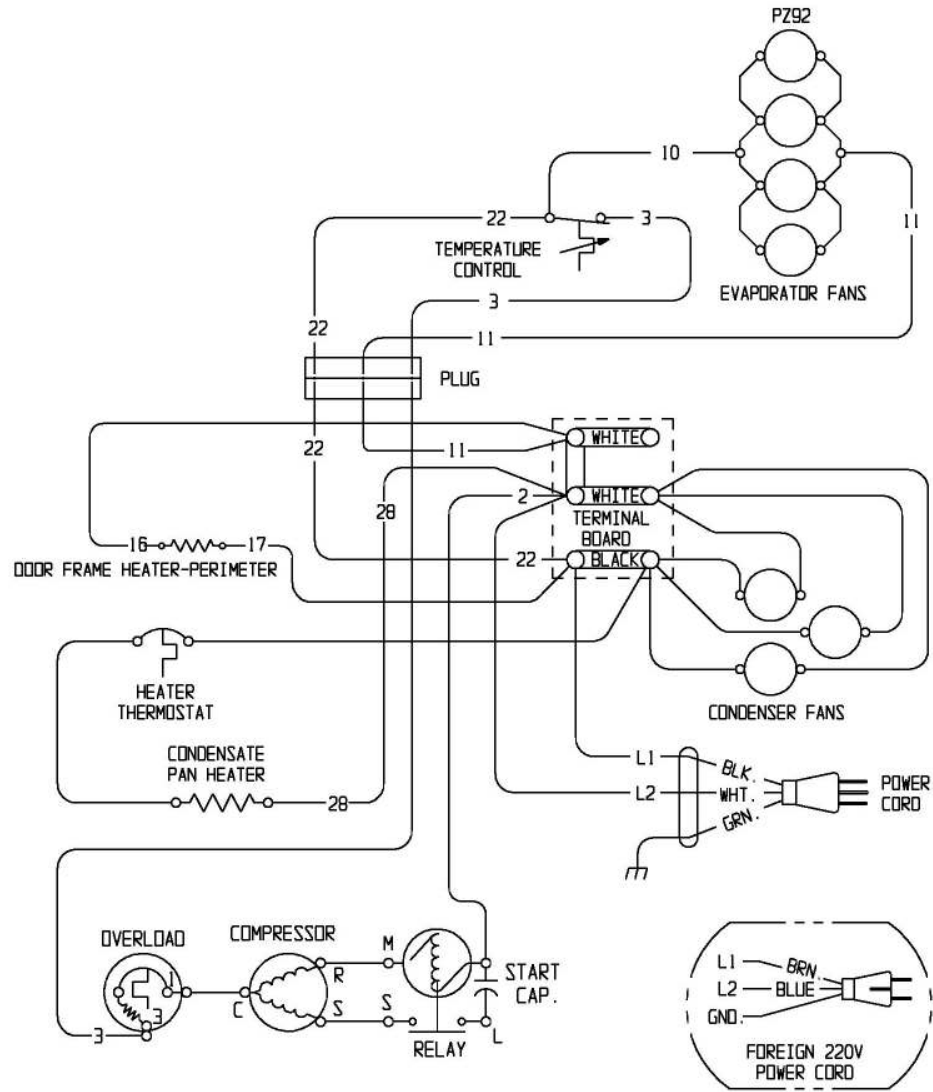 PZ92
10
22
3
11
TEMPERATURE
CONTROL
EVAPORATOR FANS
3
22
11
PLUG
WHITE
22
11
28
2
WHITE
TERMINAL
BOARD
16
17
22
BLACK
DOOR FRAME HEATER-PERIMETER
HEATER
THERMOSTAT
CONDENSER FANS
CONDENSATE
PAN HEATER
L1
BLK.
28
L2
WHT.
POWER
CORD
GRN.
OVERLOAD
COMPRESSOR
M
1
R
START
CAP.
C
3
S
S
L
3
RELAY
L1
BRN.
L2
BLUE
GND.
FOREIGN 220V
POWER CORD